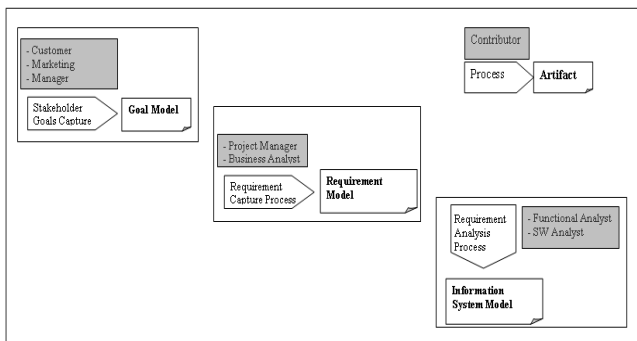 - Customer
- Marketing
- Manager
Stakeholder
Goals Capture
Goal Model
Contributor
Process
Artifact
- Project Manager
- Business Analyst
Requirement
Capture Process
Requirement
Model
Requirement
Analysis
Process
- Functional Analyst
- SW Analyst
Information
System Model